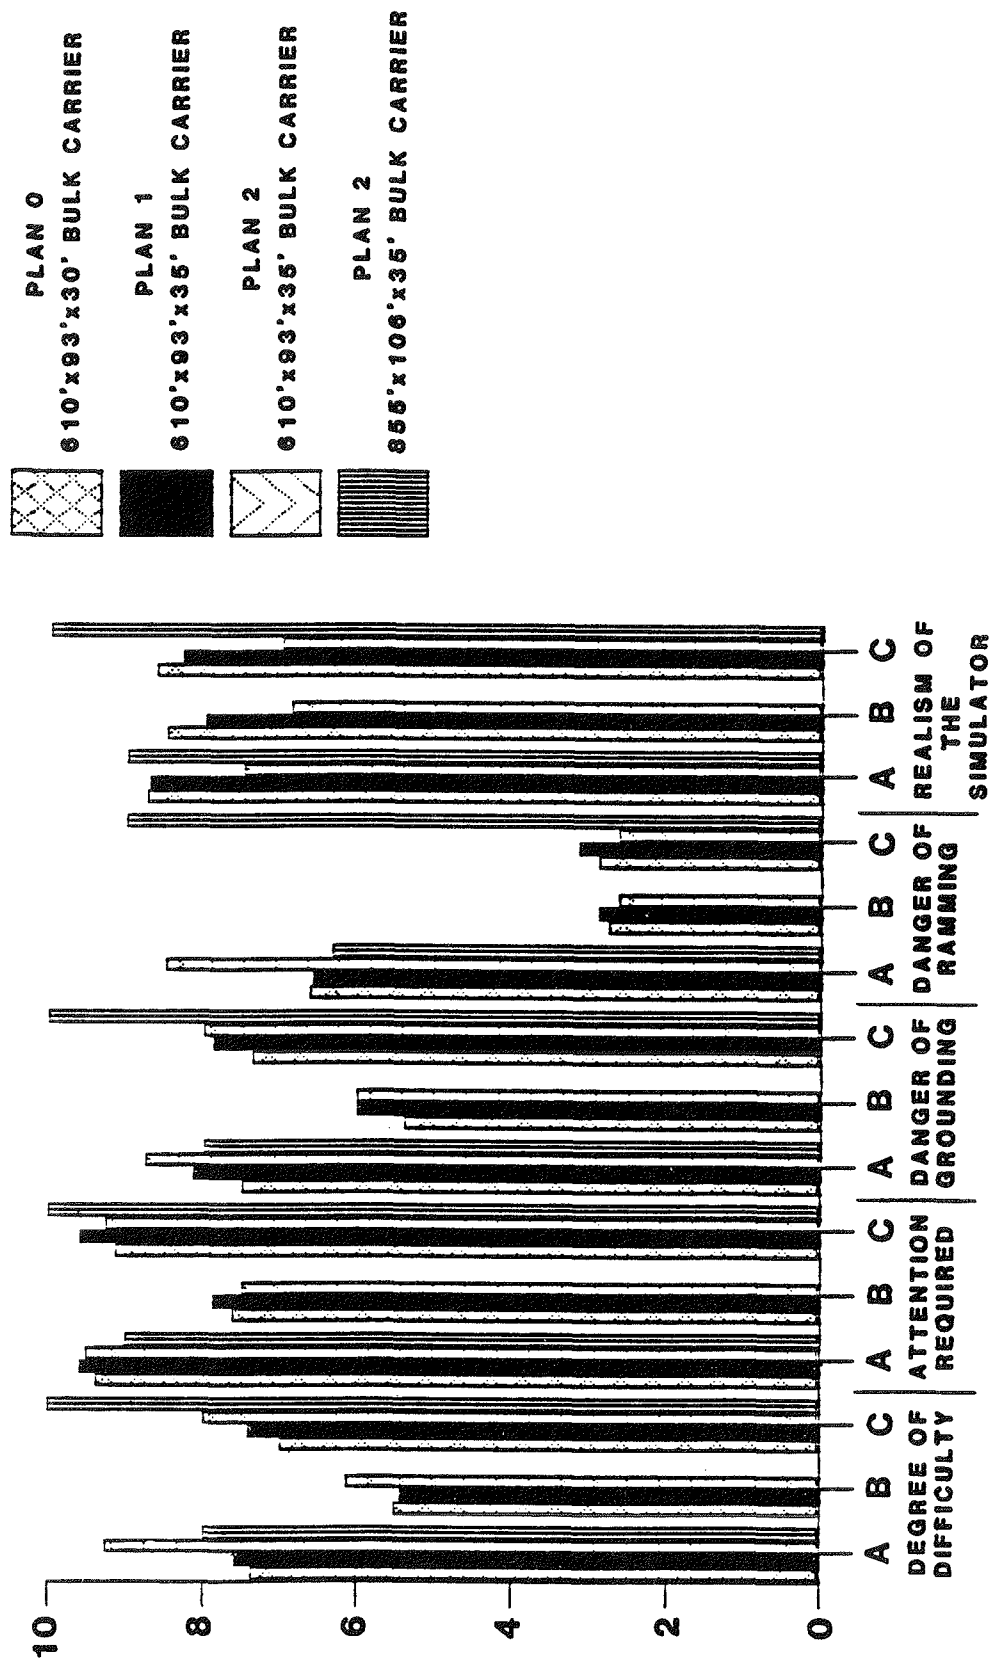 PLAN 0
610'x93'x30' BULK CARRIER
PLAN 1
610'x93'x35' BULK CARRIER
PLAN 2
610'x93'x35' BULK CARRIER
PLAN 2
855'x106'x35' BULK CARRIER
10
8
6
4
2
0
A B C A B C A B C A B C A B C
DEGREE OF DIFFICULTY
ATTENTION REQUIRED
DANGER OF GROUNDING
DANGER OF RAMMING
REALISM OF THE SIMULATOR